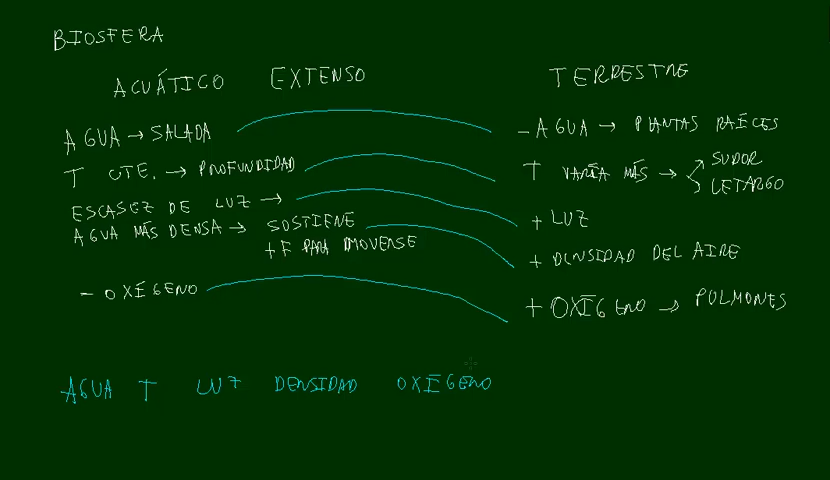 BIOSFERA
ACUÁTICO EXTENSO
TERRESTRE
AGUA → SALADA
T CTE. → PROFUNDIDAD
ESCASEZ DE LUZ →
AGUA MÁS DENSA → SOSTIENE
+ F PARA MOVERSE
- OXÍGENO
- AGUA → PLANTAS RAÍCES
T VARÍA MÁS → SUDOR
LETARGO
+ LUZ
+ DENSIDAD DEL AIRE
+ OXÍGENO → PULMONES
AGUA T LUZ DENSIDAD OXÍGENO